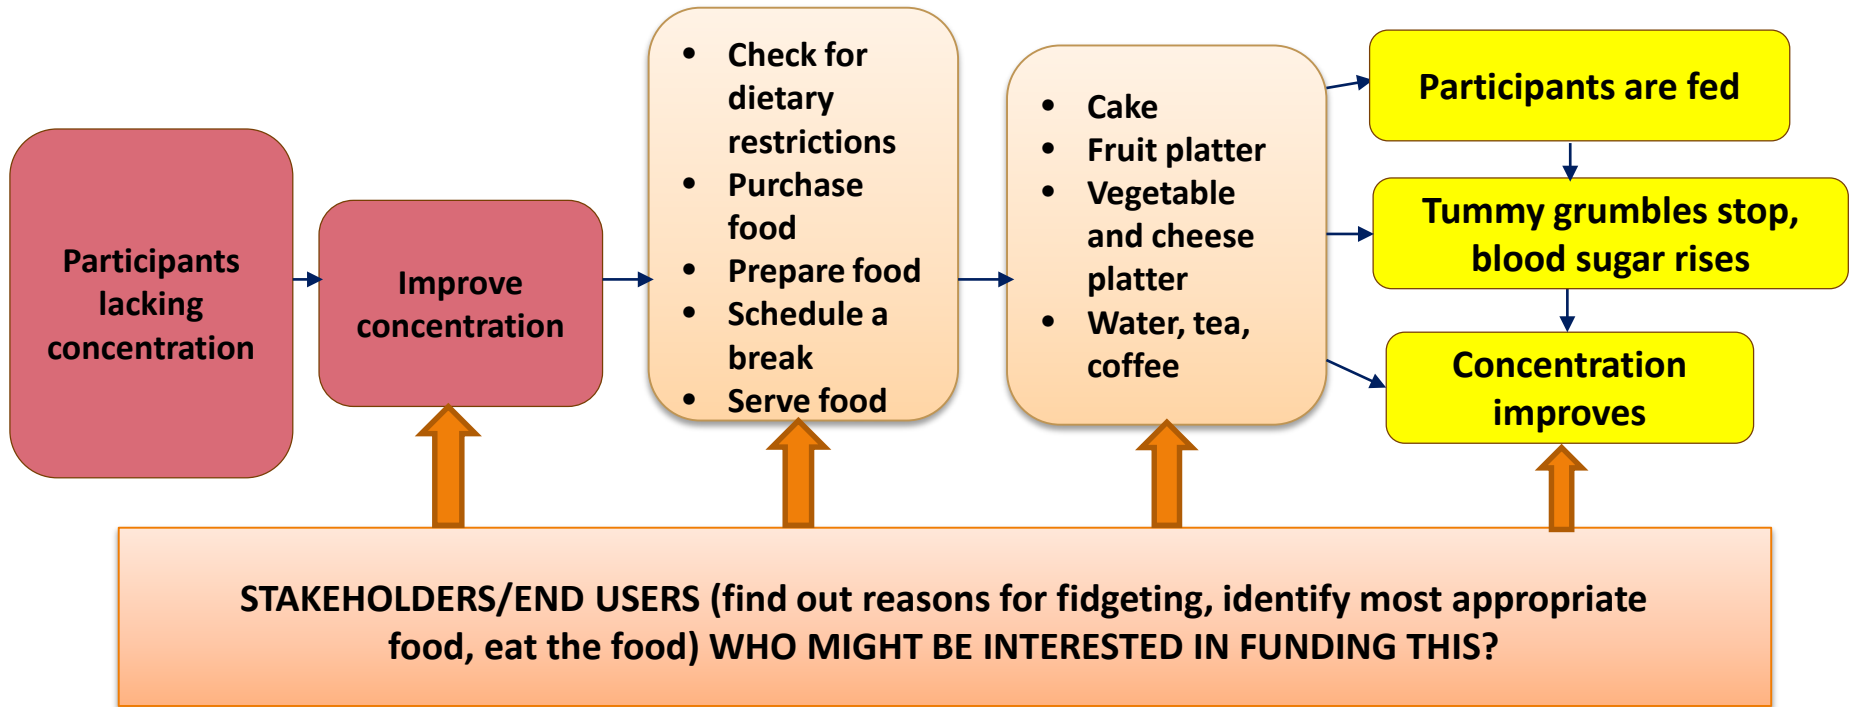 Participants
lacking
concentration
Improve
concentration
• Check for
dietary
restrictions
• Purchase
food
• Prepare food
• Schedule a
break
• Serve food
• Cake
• Fruit platter
• Vegetable
and cheese
platter
• Water, tea,
coffee
Participants are fed
Tummy grumbles stop,
blood sugar rises
Concentration
improves
STAKEHOLDERS/END USERS (find out reasons for fidgeting, identify most appropriate
food, eat the food) WHO MIGHT BE INTERESTED IN FUNDING THIS?